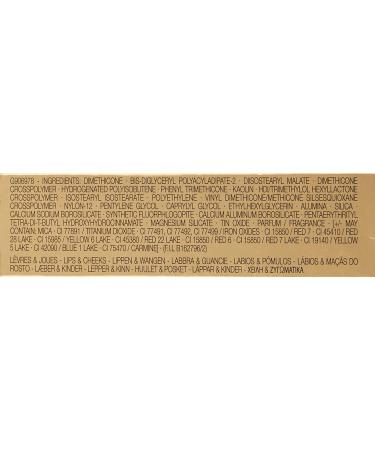 G906978 - INGREDIENTS: DIMETHICONE · BIS-DIGLYCERYL POLYACYLADIPATE-2 · DIISOSTEARYL MALATE · DIMETHICONE
CROSSPOLYMER · HYDROGENATED POLYISOBUTENE · PHENYL TRIMETHICONE · KAOLIN · HDI/TRIMETHYLOL HEXYLLACTONE
CROSSPOLYMER · ISOSTEARYL ISOSTEARATE · POLYETHYLENE · VINYL DIMETHICONE/METHICONE SILSESQUIOXANE
CROSSPOLYMER · NYLON-12 · PENTYLENE GLYCOL · CAPRYLYL GLYCOL · ETHYLHEXYLGLYCERIN · ALUMINA · SILICA ·
CALCIUM SODIUM BOROSILICATE · SYNTHETIC FLUORPHLOGOPITE · CALCIUM ALUMINUM BOROSILICATE · PENTAERYTHRITYL
TETRA-DI-T-BUTYL HYDROXYHYDROCINNAMATE · MAGNESIUM SILICATE · TIN OXIDE · PARFUM / FRAGRANCE · [+/- MAY
CONTAIN: MICA · CI 77891 / TITANIUM DIOXIDE · CI 77491, CI 77492, CI 77499 / IRON OXIDES · CI 15850 / RED 7 · CI 45410 / RED
28 LAKE · CI 15985 / YELLOW 6 LAKE · CI 45380 / RED 22 LAKE · CI 15850 / RED 6 · CI 15850 / RED 7 LAKE · CI 19140 / YELLOW
5 LAKE · CI 42090 / BLUE 1 LAKE · CI 75470 / CARMINE] · (F.I.L. B182796/2)
LÈVRES & JOUES · LIPS & CHEEKS · LIPPEN & WANGEN · LABBRA & GUANCIE · LABIOS & PÓMULOS · LÁBIOS & MAÇÃS DO
ROSTO · LÆBER & KINDER · LEPPER & KINN · HUULET & POSKET · LÄPPAR & KINDER · ΧΕΙΛΗ & ΖΥΓΩΜΑΤΙΚΑ